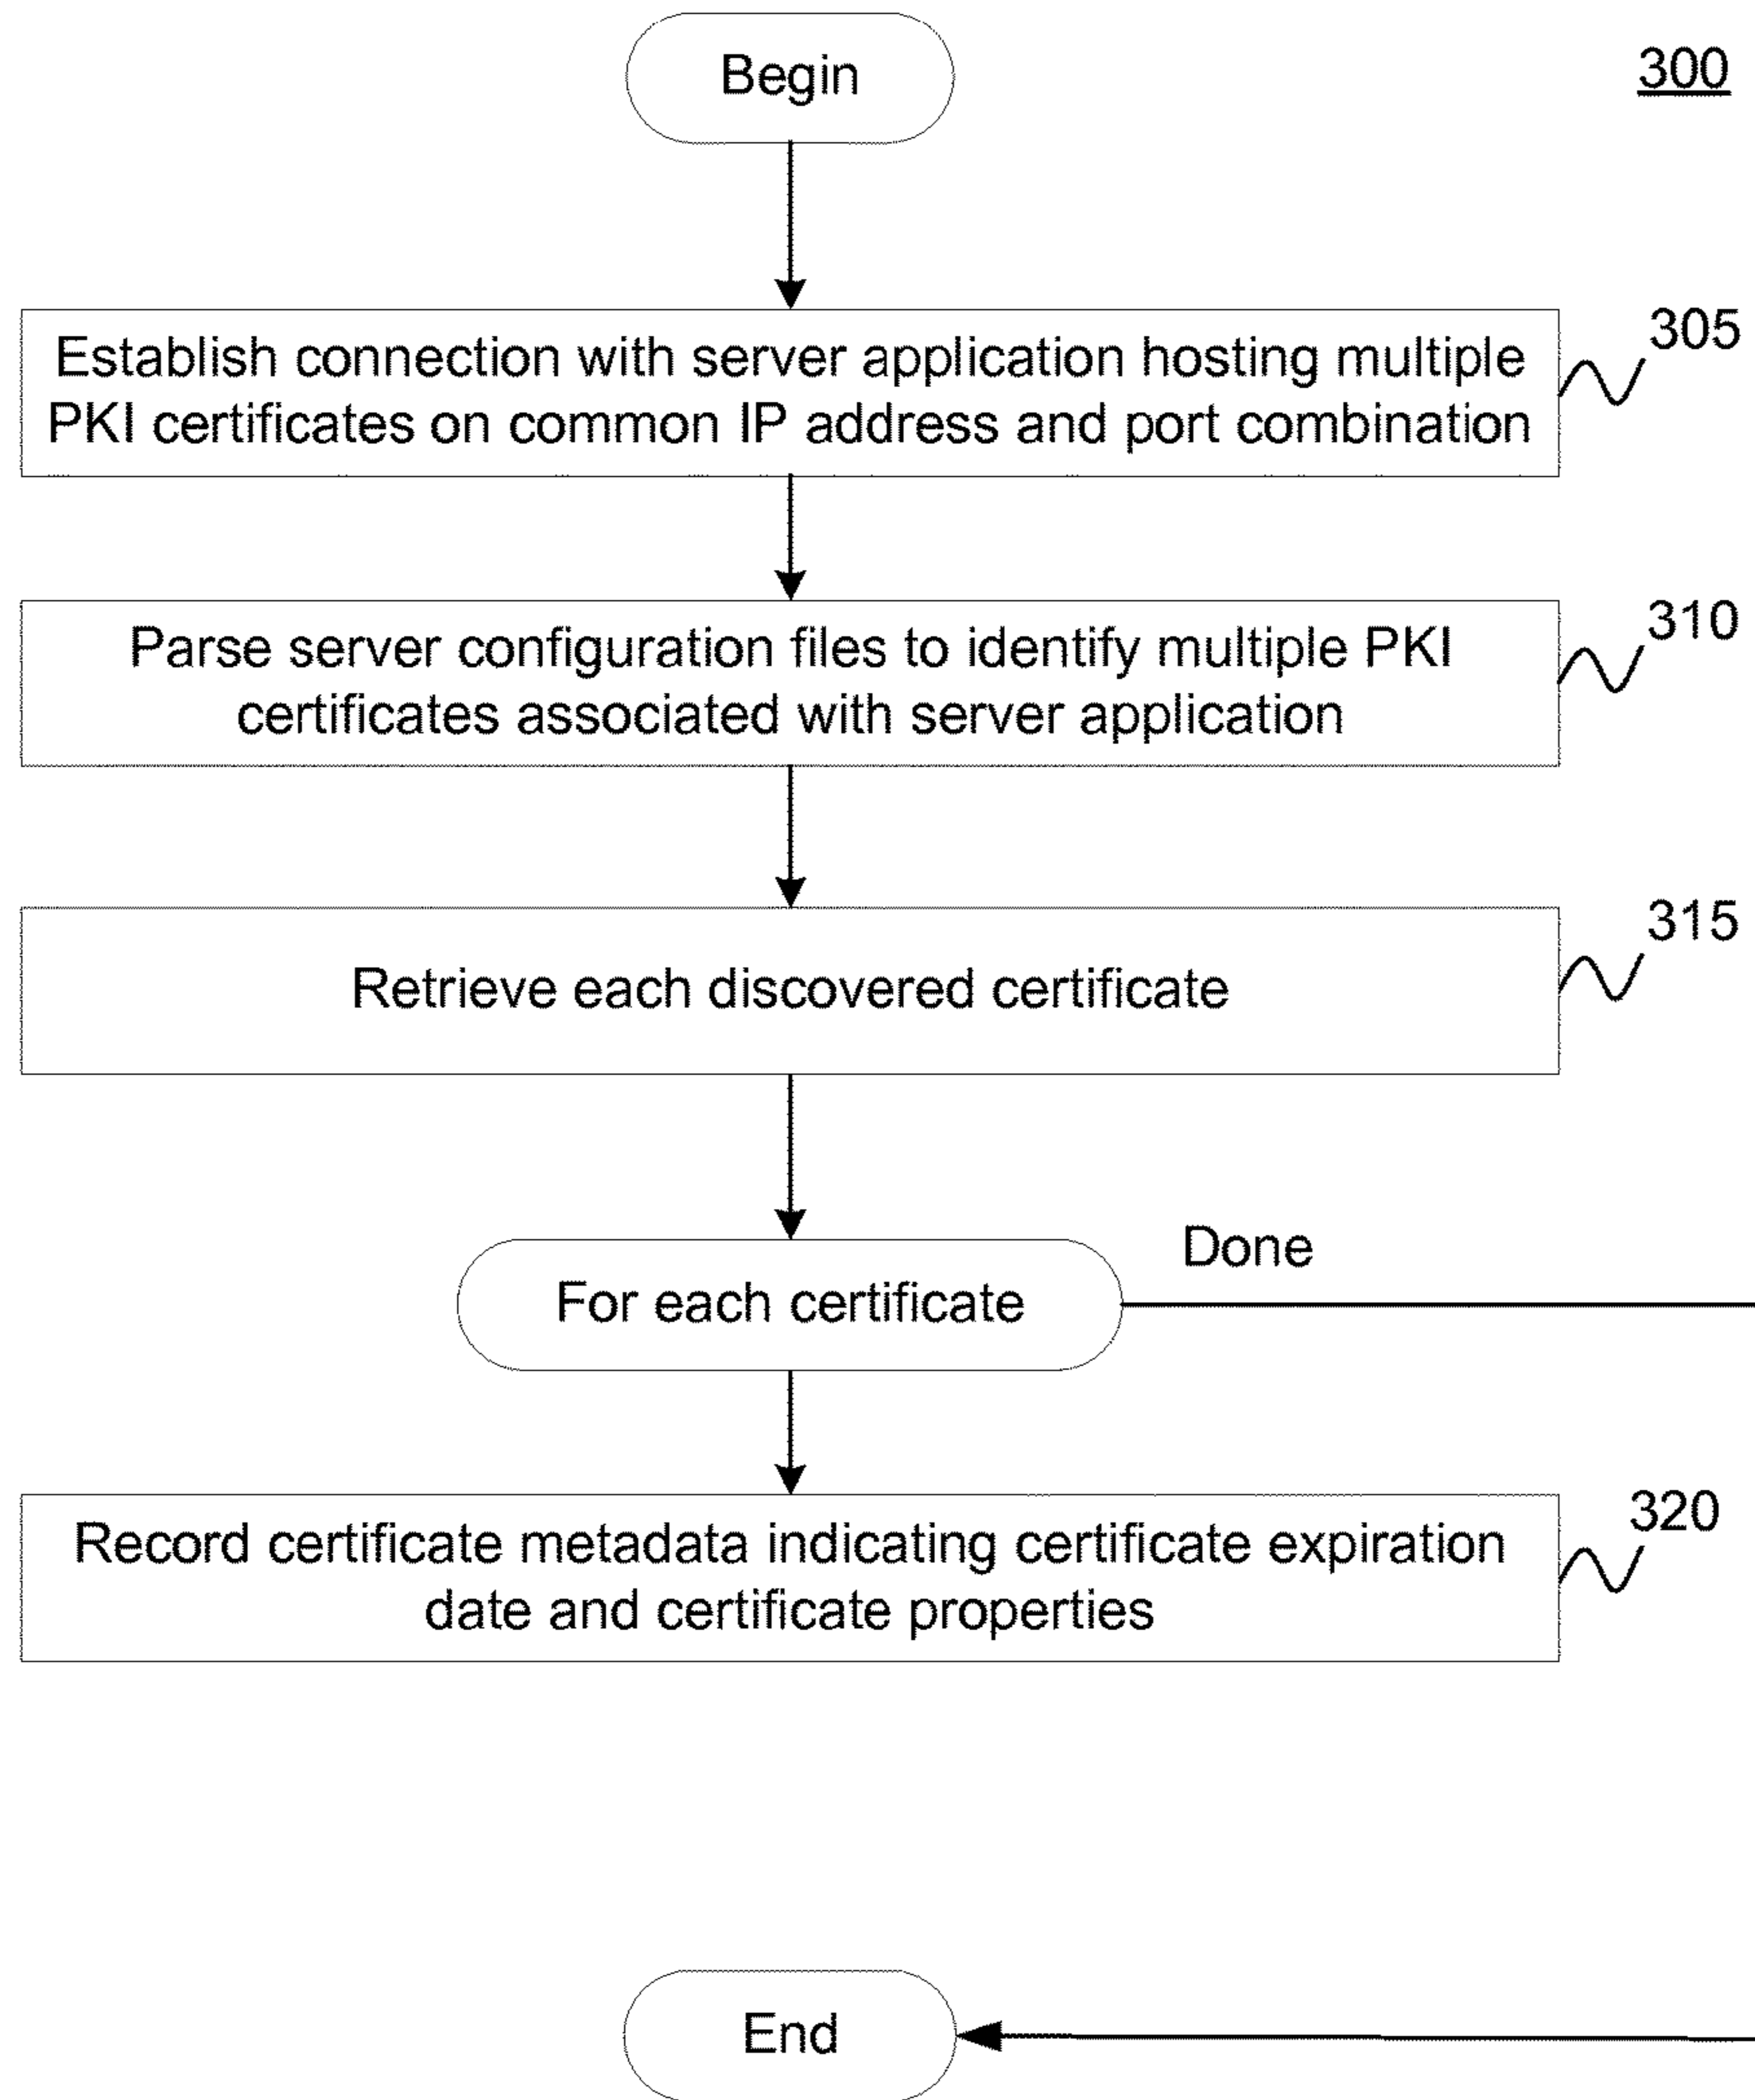 Begin
300
Establish connection with server application hosting multiple
PKI certificates on common IP address and port combination
305
Parse server configuration files to identify multiple PKI
certificates associated with server application
310
Retrieve each discovered certificate
315
For each certificate
Done
Record certificate metadata indicating certificate expiration
date and certificate properties
320
End